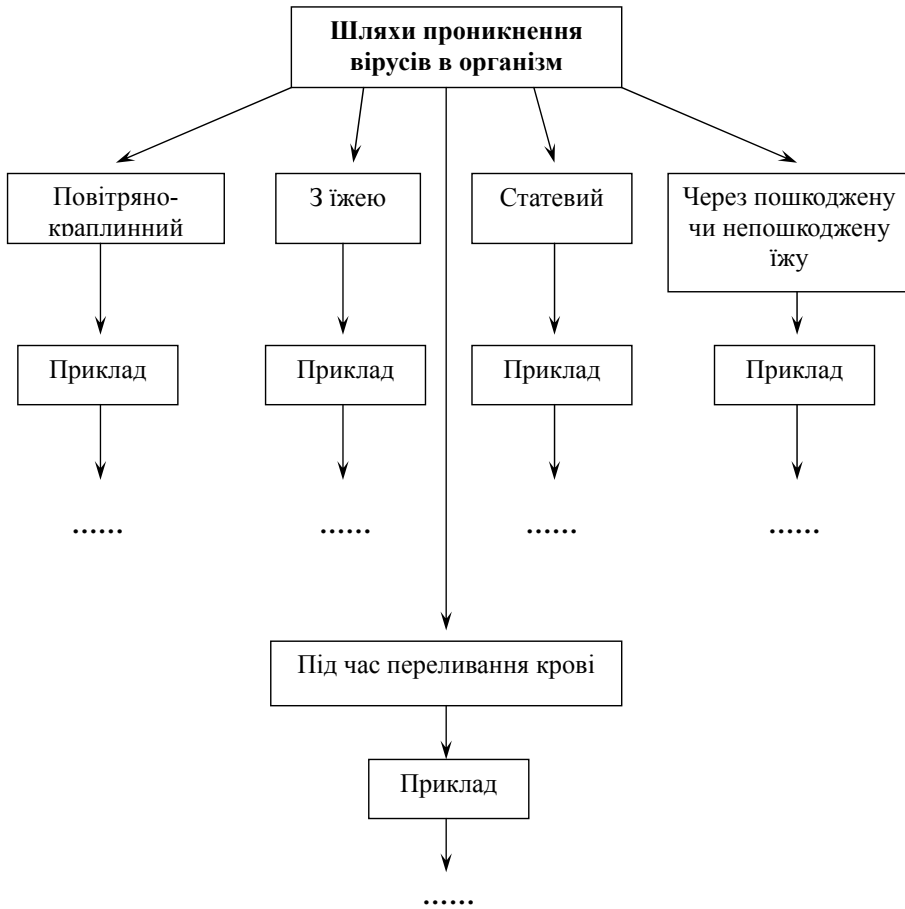 Шляхи проникнення
вірусів в організм
Повітряно-
краплинний
З їжею
Статевий
Через пошкоджену
чи непошкоджену
їжу
Приклад
Приклад
Приклад
Приклад
......
......
......
......
Під час переливання крові
Приклад
......